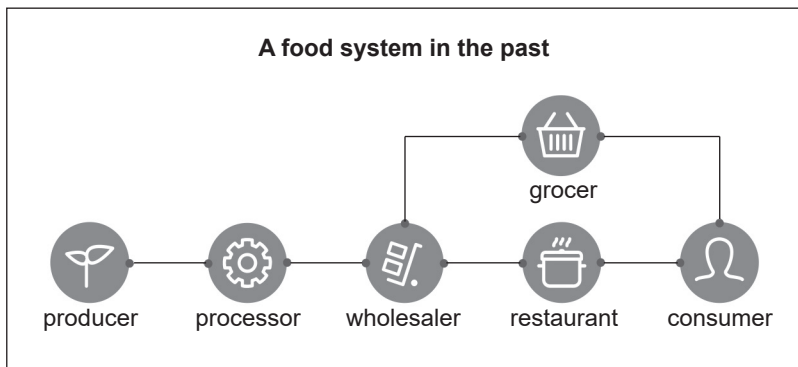 A food system in the past
grocer
producer
processor
wholesaler
restaurant
consumer